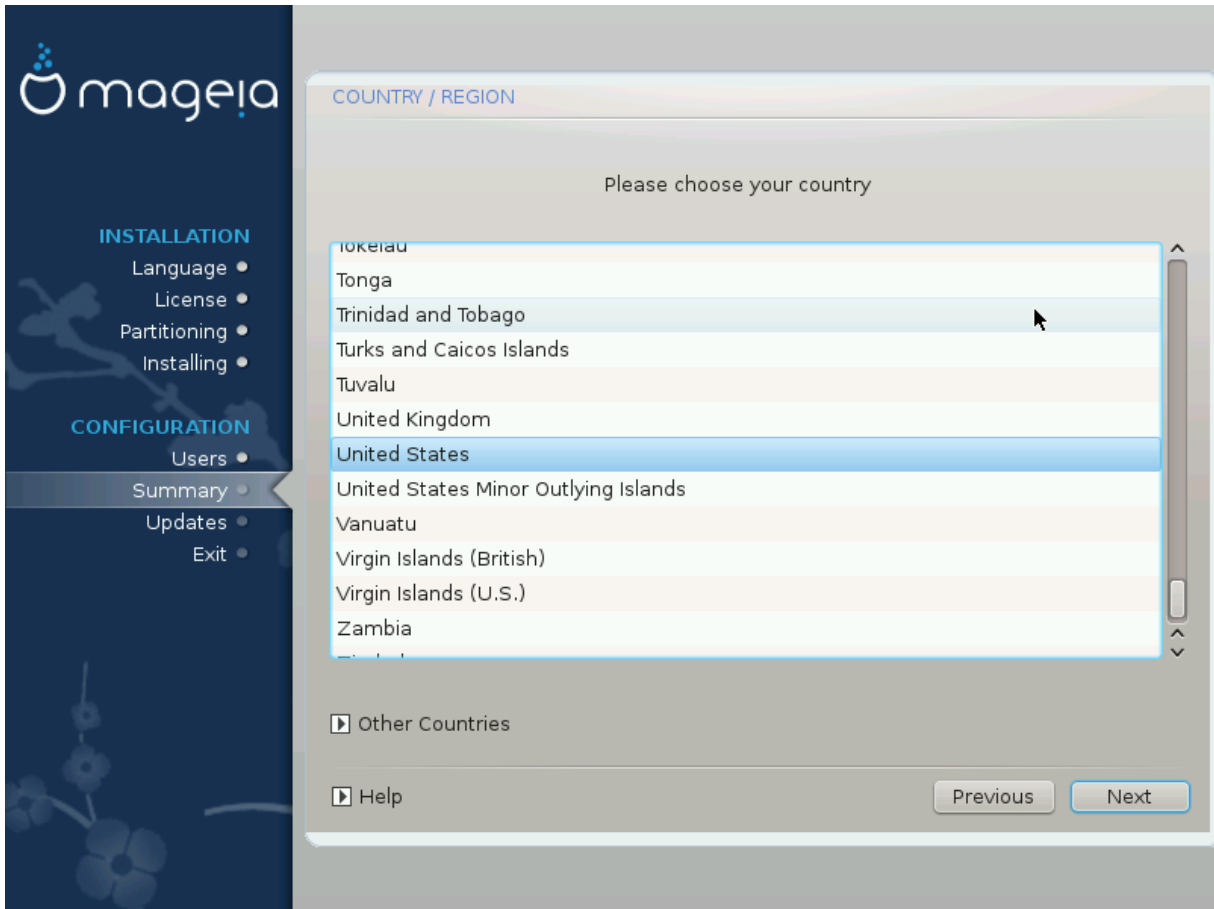 mageia
INSTALLATION
Language
License
Partitioning
Installing
CONFIGURATION
Users
Summary
Updates
Exit
COUNTRY / REGION
Please choose your country
Tokelau
Tonga
Trinidad and Tobago
Turks and Caicos Islands
Tuvalu
United Kingdom
United States
United States Minor Outlying Islands
Vanuatu
Virgin Islands (British)
Virgin Islands (U.S.)
Zambia
Other Countries
Help
Previous
Next